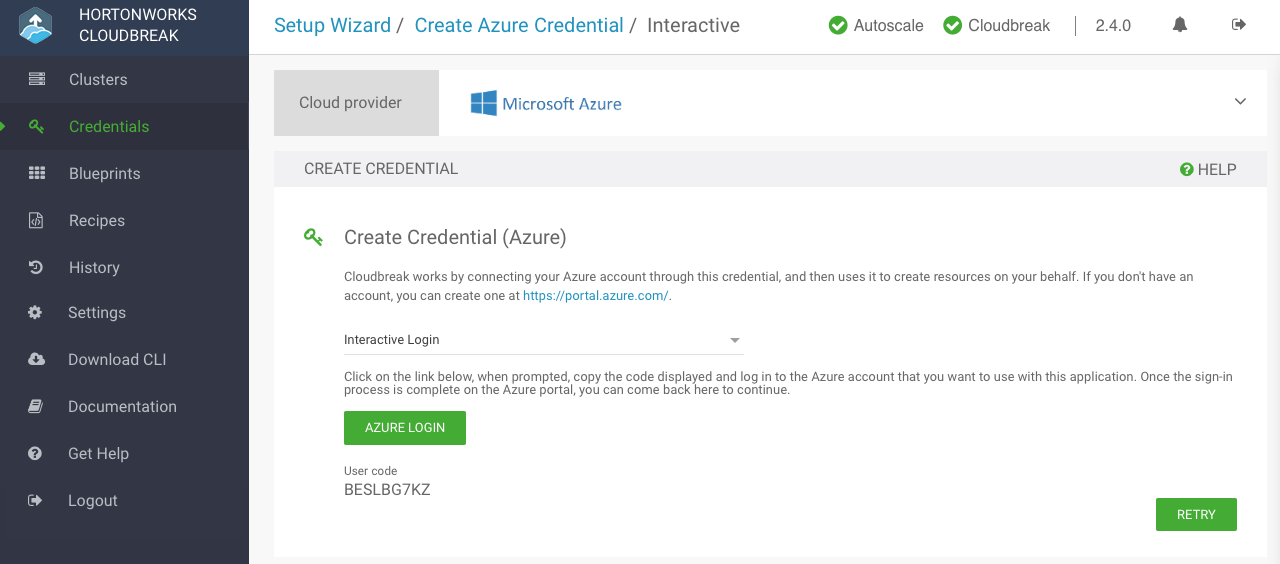 HORTONWORKS
CLOUDBREAK
Clusters
Credentials
Blueprints
Recipes
History
Settings
Download CLI
Documentation
Get Help
Logout
Setup Wizard / Create Azure Credential / Interactive
Autoscale Cloudbreak 2.4.0
Cloud provider
Microsoft Azure
CREATE CREDENTIAL
HELP
Create Credential (Azure)
Cloudbreak works by connecting your Azure account through this credential, and then uses it to create resources on your behalf. If you don't have an
account, you can create one at https://portal.azure.com/.
Interactive Login
Click on the link below, when prompted, copy the code displayed and log in to the Azure account that you want to use with this application. Once the sign-in
process is complete on the Azure portal, you can come back here to continue.
AZURE LOGIN
User code
BESLBG7KZ
RETRY